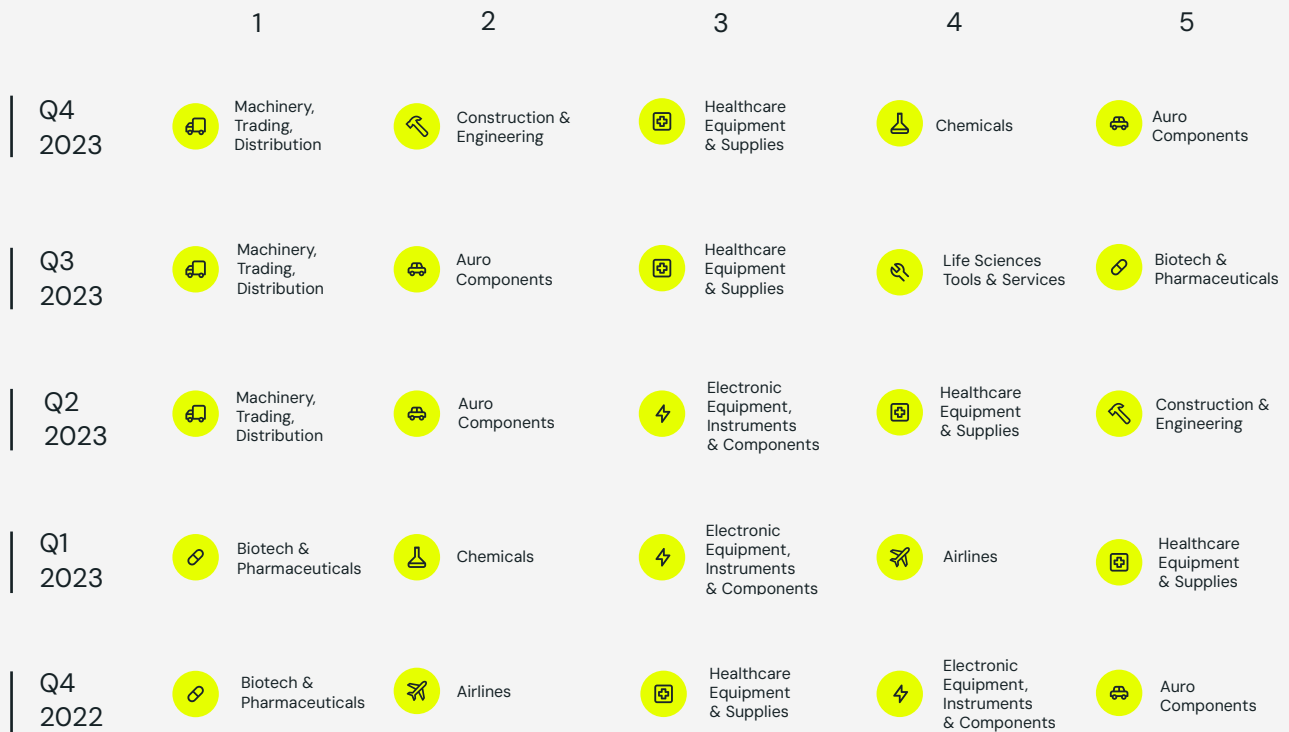 1 2 3 4 5
Q4
2023
Machinery,
Trading,
Distribution
Construction &
Engineering
Healthcare
Equipment
& Supplies
Chemicals
Auro
Components
Q3
2023
Machinery,
Trading,
Distribution
Auro
Components
Healthcare
Equipment
& Supplies
Life Sciences
Tools & Services
Biotech &
Pharmaceuticals
Q2
2023
Machinery,
Trading,
Distribution
Auro
Components
Electronic
Equipment,
Instruments
& Components
Healthcare
Equipment
& Supplies
Construction &
Engineering
Q1
2023
Biotech &
Pharmaceuticals
Chemicals
Electronic
Equipment,
Instruments
& Components
Airlines
Healthcare
Equipment
& Supplies
Q4
2022
Biotech &
Pharmaceuticals
Airlines
Healthcare
Equipment
& Supplies
Electronic
Equipment,
Instruments
& Components
Auro
Components